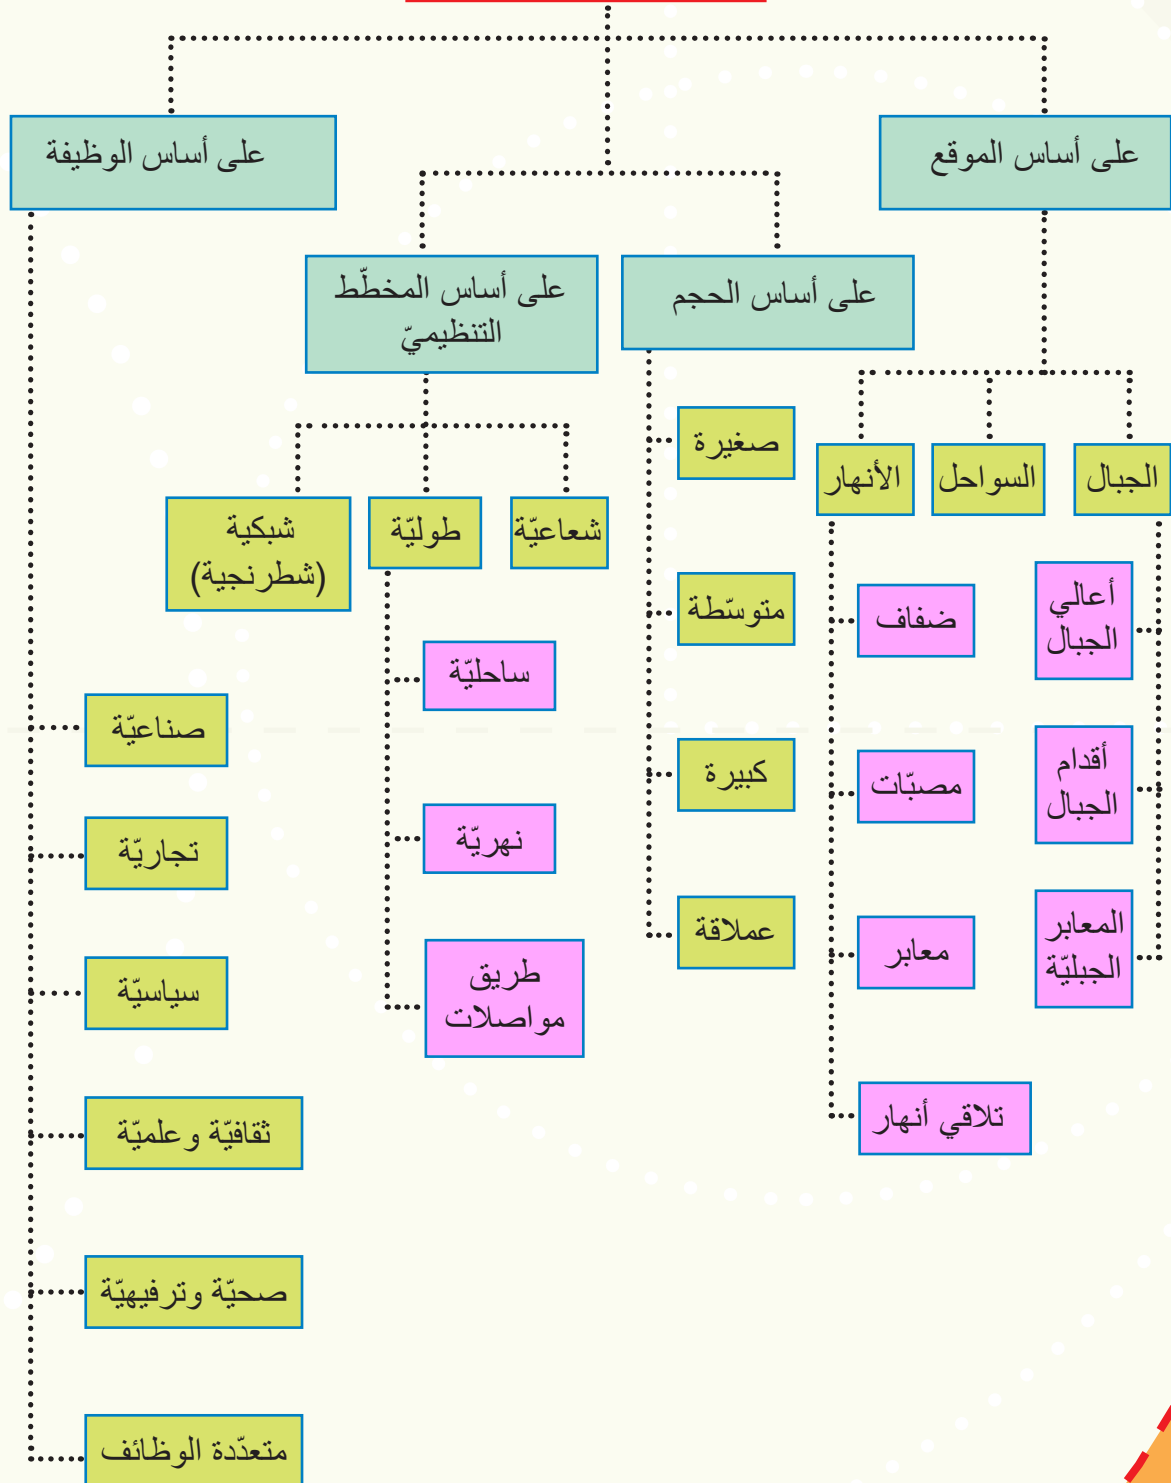 على أساس الموقع
على أساس الوظيفة
على أساس الحجم
على أساس المخطّط
التنظيميّ
الجبال
السواحل
الأنهار
أعالي
الجبال
أقدام
الجبال
المعابر
الجبليّة
ضفاف
مصبّات
معابر
تلاقي أنهار
صغيرة
متوسّطة
كبيرة
عملاقة
شعاعيّة
طوليّة
شبكية
(شطرنجية)
ساحليّة
نهريّة
طريق
مواصلات
صناعيّة
تجاريّة
سياسيّة
ثقافيّة وعلميّة
صحيّة وترفيهيّة
متعدّدة الوظائف